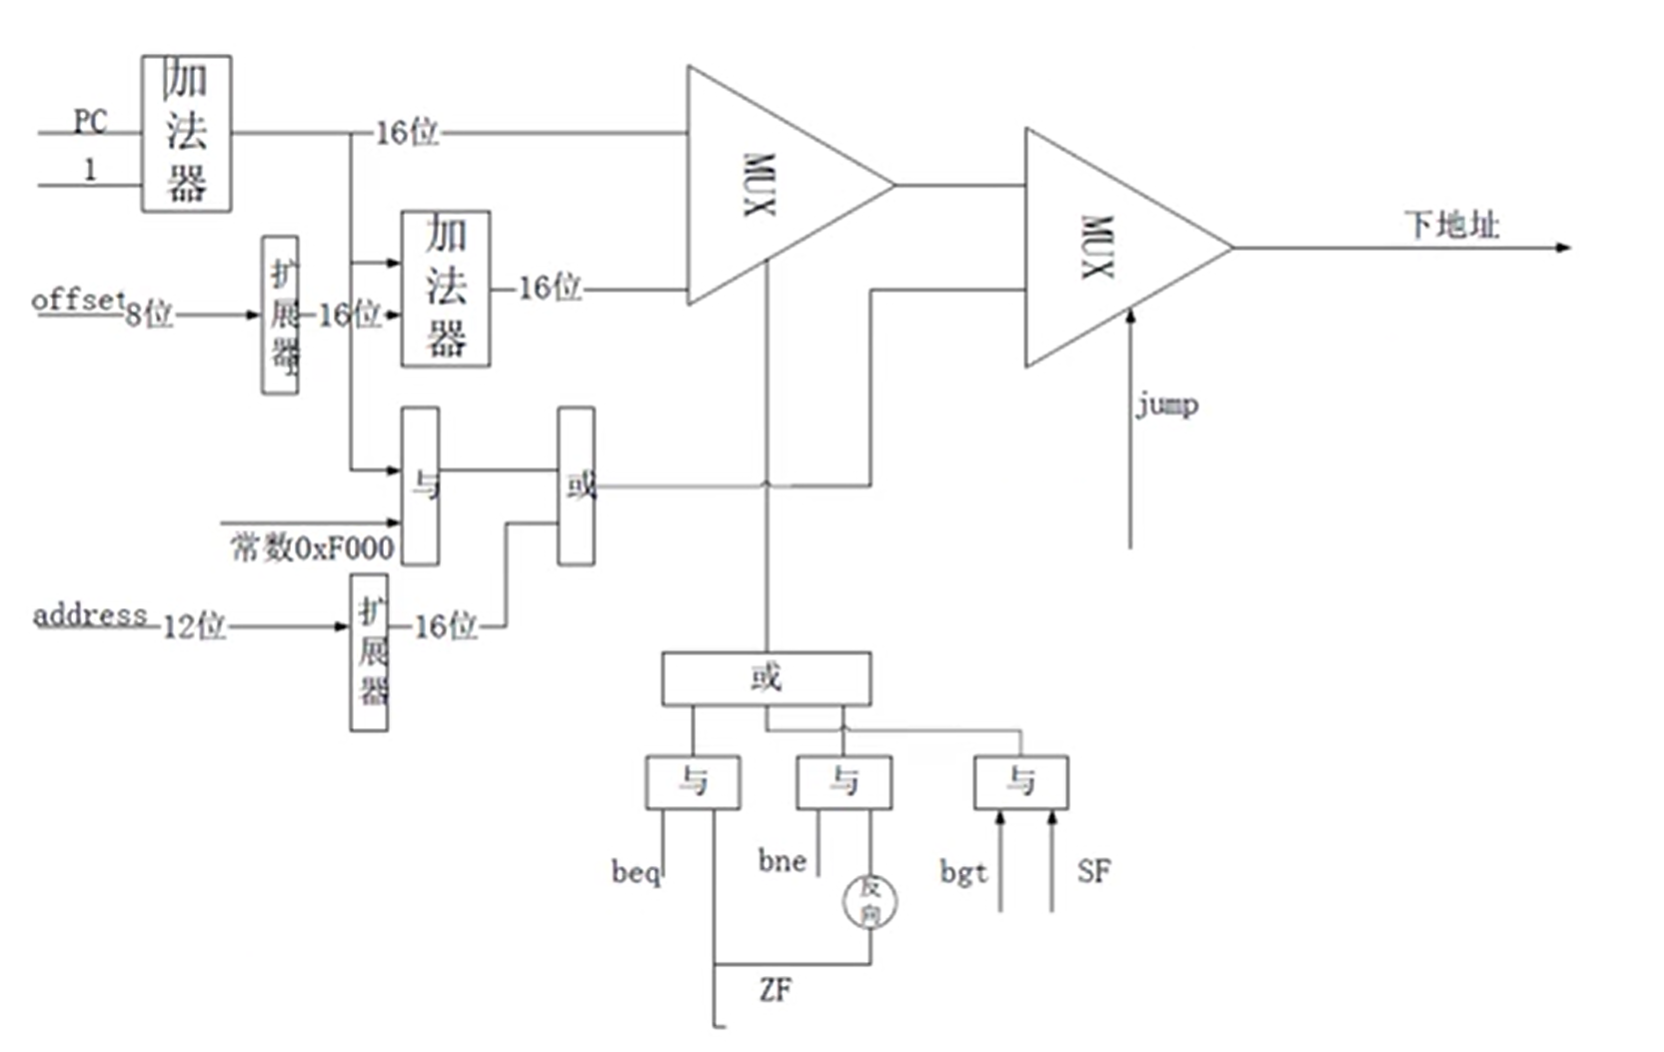 PC
1
加法器
16位
MUX
MUX
下地址
offset
8位
扩展器
16位
加法器
16位
jump
与
或
常数0xF000
address
12位
扩展器
16位
或
与
与
与
beq
bne
反向
bgt
SF
ZF